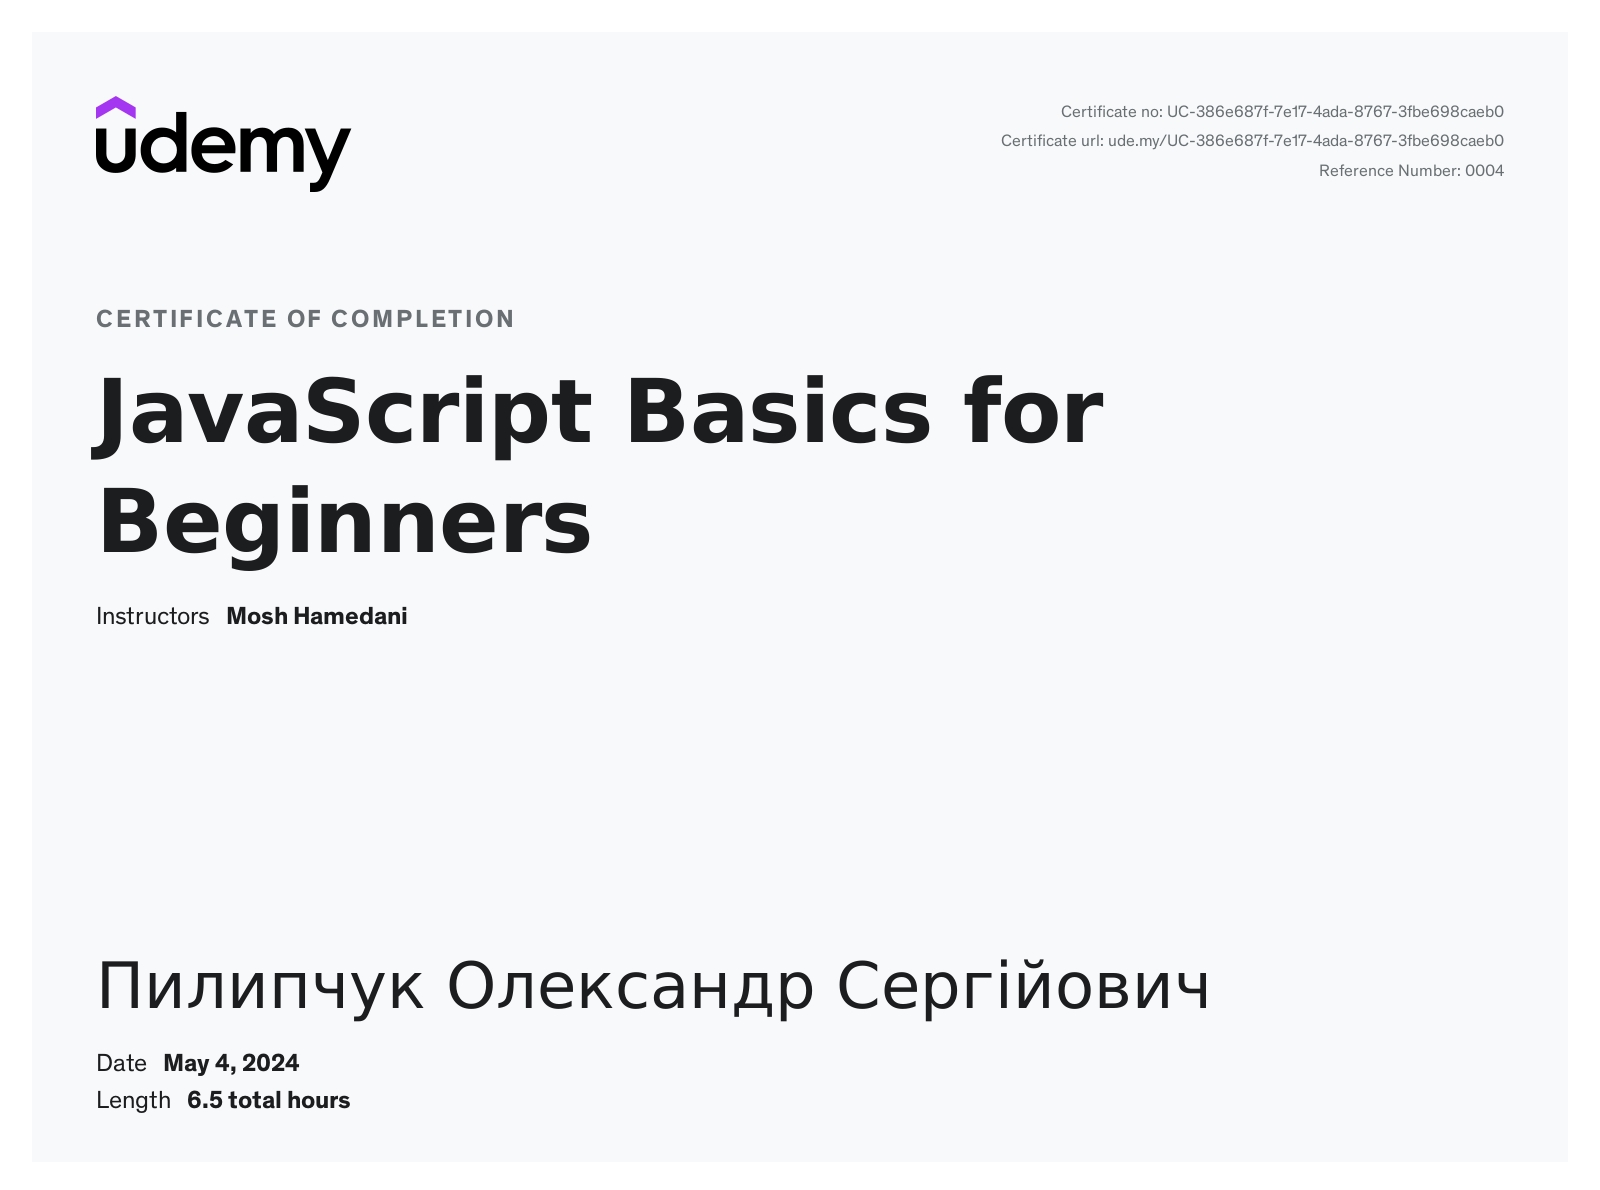 udemy
Certificate no: UC-386e687f-7e17-4ada-8767-3fbe698caeb0
Certificate url: ude.my/UC-386e687f-7e17-4ada-8767-3fbe698caeb0
Reference Number: 0004
CERTIFICATE OF COMPLETION
JavaScript Basics for
Beginners
Instructors Mosh Hamedani
Пилипчук Олександр Сергійович
Date May 4, 2024
Length 6.5 total hours